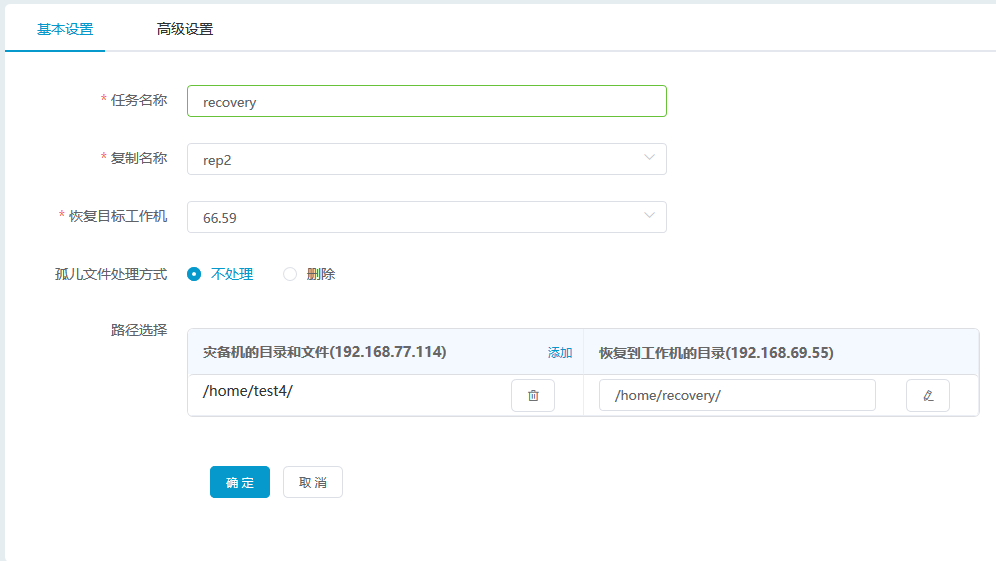 基本设置 高级设置
* 任务名称 recovery
* 复制名称 rep2
* 恢复目标工作机 66.59
孤儿文件处理方式 不处理 删除
路径选择
灾备机的目录和文件(192.168.77.114) 添加 恢复到工作机的目录(192.168.69.55)
/home/test4/ /home/recovery/
确 定 取 消